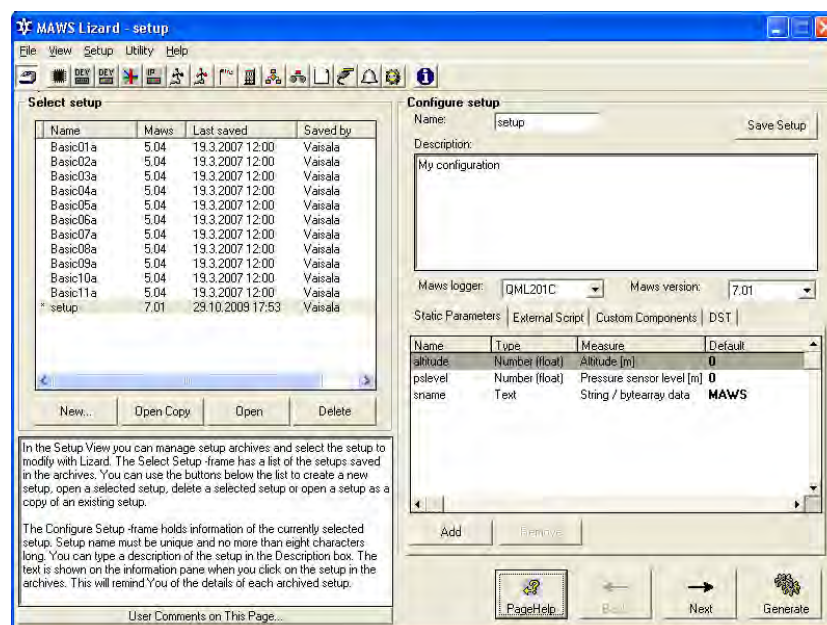 MAWS Lizard - setup
File View Setup Utility Help
Select setup
Name Maws Last saved Saved by
Basic01a 5.04 19.3.2007 12:00 Vaisala
Basic02a 5.04 19.3.2007 12:00 Vaisala
Basic03a 5.04 19.3.2007 12:00 Vaisala
Basic04a 5.04 19.3.2007 12:00 Vaisala
Basic05a 5.04 19.3.2007 12:00 Vaisala
Basic06a 5.04 19.3.2007 12:00 Vaisala
Basic07a 5.04 19.3.2007 12:00 Vaisala
Basic08a 5.04 19.3.2007 12:00 Vaisala
Basic09a 5.04 19.3.2007 12:00 Vaisala
Basic10a 5.04 19.3.2007 12:00 Vaisala
Basic11a 5.04 19.3.2007 12:00 Vaisala
* setup 7.01 29.10.2009 17:53 Vaisala
New... Open Copy Open Delete
In the Setup View you can manage setup archives and select the setup to
modify with Lizard. The Select Setup -frame has a list of the setups saved
in the archives. You can use the buttons below the list to create a new
setup, open a selected setup, delete a selected setup or open a setup as a
copy of an existing setup.
The Configure Setup -frame holds information of the currently selected
setup. Setup name must be unique and no more than eight characters
long. You can type a description of the setup in the Description box. The
text is shown on the information pane when you click on the setup in the
archives. This will remind You of the details of each archived setup.
User Comments on This Page...
Configure setup
Name: setup Save Setup
Description:
My configuration
Maws logger: QML201C Maws version: 7.01
Static Parameters External Script Custom Components DST
Name Type Measure Default
altitude Number (float) Altitude [m] 0
pslevel Number (float) Pressure sensor level [m] 0
sname Text String / bytearray data MAWS
Add Remove
PageHelp Back Next Generate